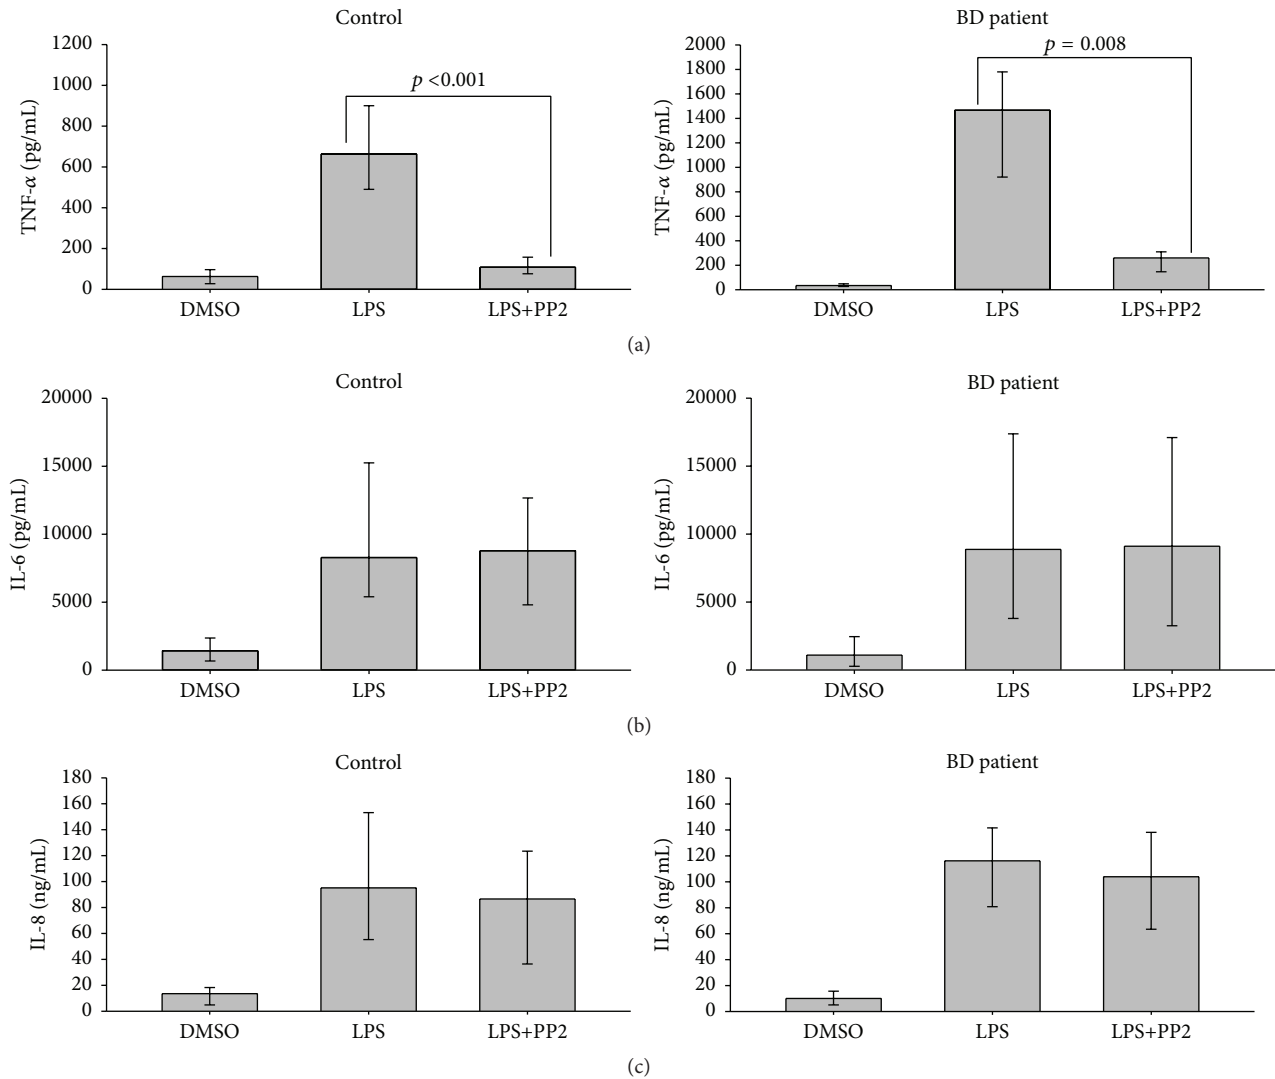 Control
BD patient
1200
1000
800
600
400
200
0
TNF-α (pg/mL)
p <0.001
DMSO LPS LPS+PP2
2000
1800
1600
1400
1200
1000
800
600
400
200
0
TNF-α (pg/mL)
p = 0.008
DMSO LPS LPS+PP2
(a)
Control
BD patient
20000
15000
10000
5000
0
IL-6 (pg/mL)
DMSO LPS LPS+PP2
20000
15000
10000
5000
0
IL-6 (pg/mL)
DMSO LPS LPS+PP2
(b)
Control
BD patient
180
160
140
120
100
80
60
40
20
0
IL-8 (ng/mL)
DMSO LPS LPS+PP2
180
160
140
120
100
80
60
40
20
0
IL-8 (ng/mL)
DMSO LPS LPS+PP2
(c)